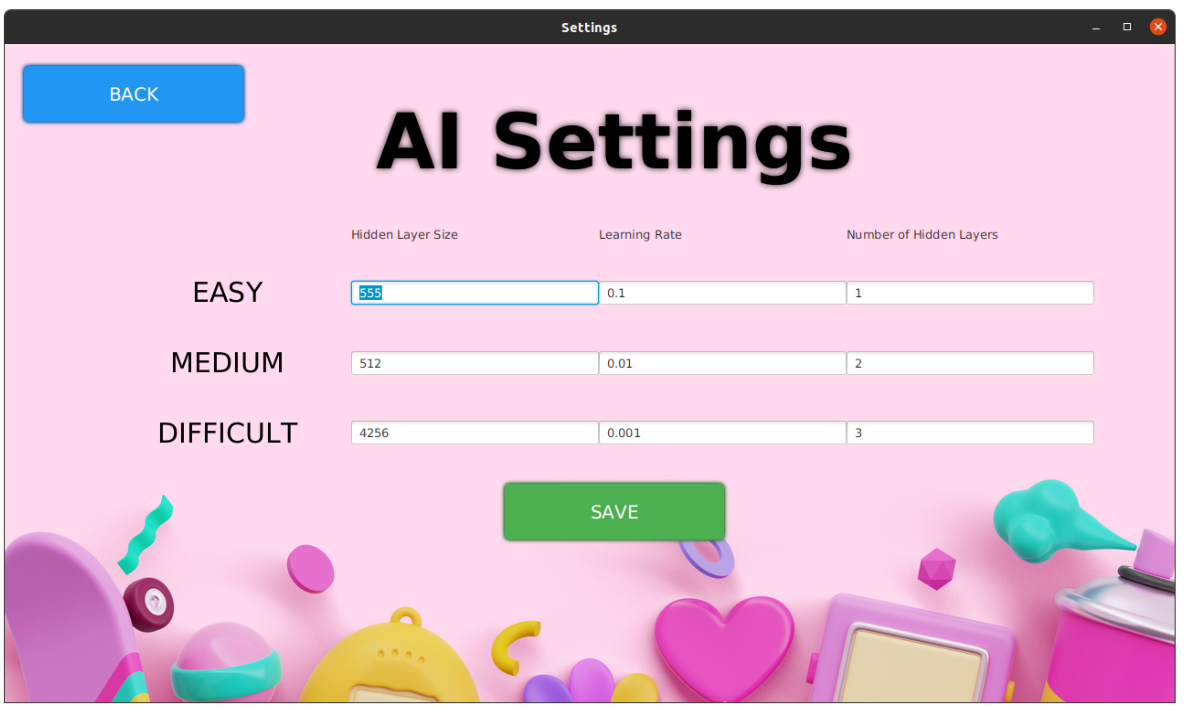 Settings
BACK
AI Settings
Hidden Layer Size Learning Rate Number of Hidden Layers
EASY 555 0.1 1
MEDIUM 512 0.01 2
DIFFICULT 4256 0.001 3
SAVE